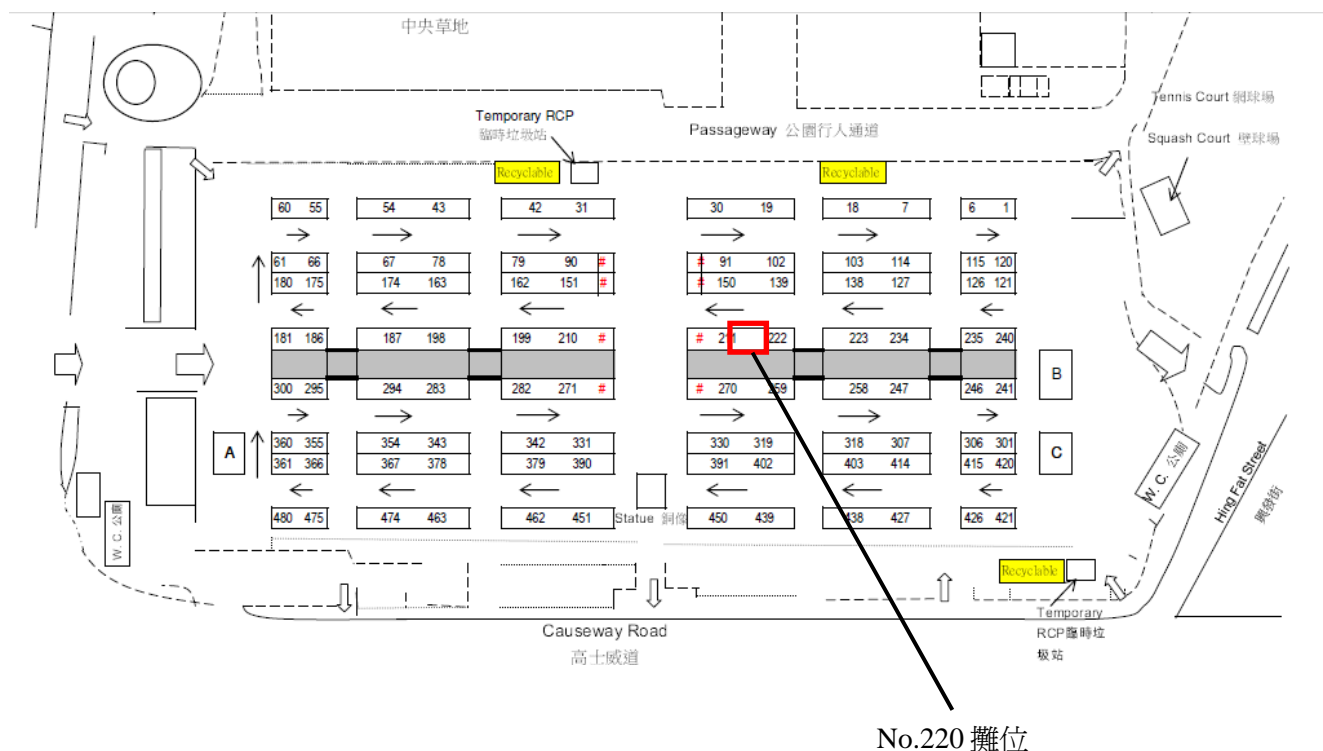 中央草地
Tennis Court 網球場
Temporary RCP
臨時垃圾站
Passageway 公園行人通道
Squash Court 壁球場
Recyclable
Recyclable
60 55 54 43 42 31 30 19 18 7 6 1
61 66 67 78 79 90 # # 91 102 103 114 115 120
180 175 174 163 162 151 # # 150 139 138 127 126 121
181 186 187 198 199 210 # # 211 222 223 234 235 240
B
300 295 294 283 282 271 # # 270 259 258 247 246 241
360 355 354 343 342 331 330 319 318 307 306 301
A
C
361 366 367 378 379 390 391 402 403 414 415 420
W. C. 公廁
Hing Fat Street
興發街
480 475 474 463 462 451 Statue 銅像 450 439 438 427 426 421
W. C. 公廁
Recyclable
Temporary
RCP臨時垃
圾站
Causeway Road
高士威道
No.220 攤位